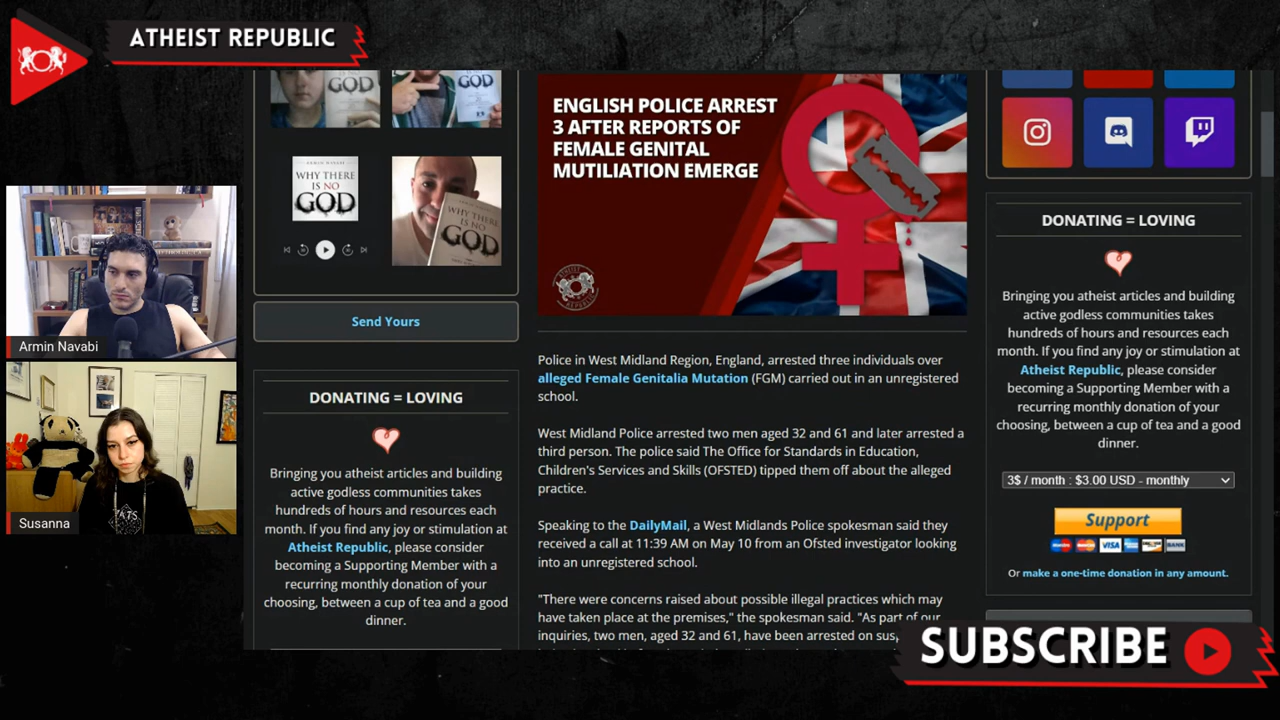 ATHEIST REPUBLIC
GOD
WHY THERE
IS NO
GOD
WHY THERE
IS NO
GOD
Send Yours
DONATING = LOVING
Bringing you atheist articles and building
active godless communities takes
hundreds of hours and resources each
month. If you find any joy or stimulation at
Atheist Republic, please consider
becoming a Supporting Member with a
recurring monthly donation of your
choosing, between a cup of tea and a good
dinner.
ENGLISH POLICE ARREST
3 AFTER REPORTS OF
FEMALE GENITAL
MUTILIATION EMERGE
Police in West Midland Region, England, arrested three individuals over
alleged Female Genitalia Mutation (FGM) carried out in an unregistered
school.
West Midland Police arrested two men aged 32 and 61 and later arrested a
third person. The police said The Office for Standards in Education,
Children's Services and Skills (OFSTED) tipped them off about the alleged
practice.
Speaking to the DailyMail, a West Midlands Police spokesman said they
received a call at 11:39 AM on May 10 from an Ofsted investigator looking
into an unregistered school.
"There were concerns raised about possible illegal practices which may
have taken place at the premises," the spokesman said. "As part of our
inquiries, two men, aged 32 and 61, have been arrested on
DONATING = LOVING
Bringing you atheist articles and building
active godless communities takes
hundreds of hours and resources each
month. If you find any joy or stimulation at
Atheist Republic, please consider
becoming a Supporting Member with a
recurring monthly donation of your
choosing, between a cup of tea and a good
dinner.
3$ / month : $3.00 USD - monthly
Support
VISA
BANK
Or make a one-time donation in any amount.
Armin Navabi
Susanna
SUBSCRIBE